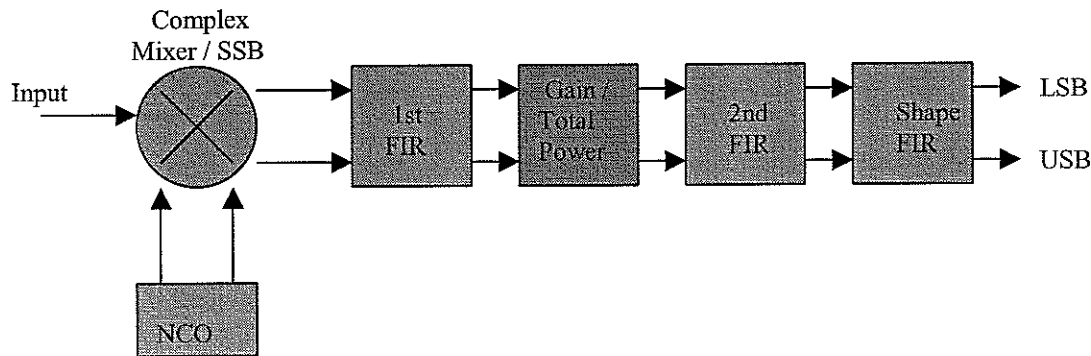 Complex
Mixer / SSB
Input
1st
FIR
Gain /
Total
Power
2nd
FIR
Shape
FIR
LSB
USB
NCO